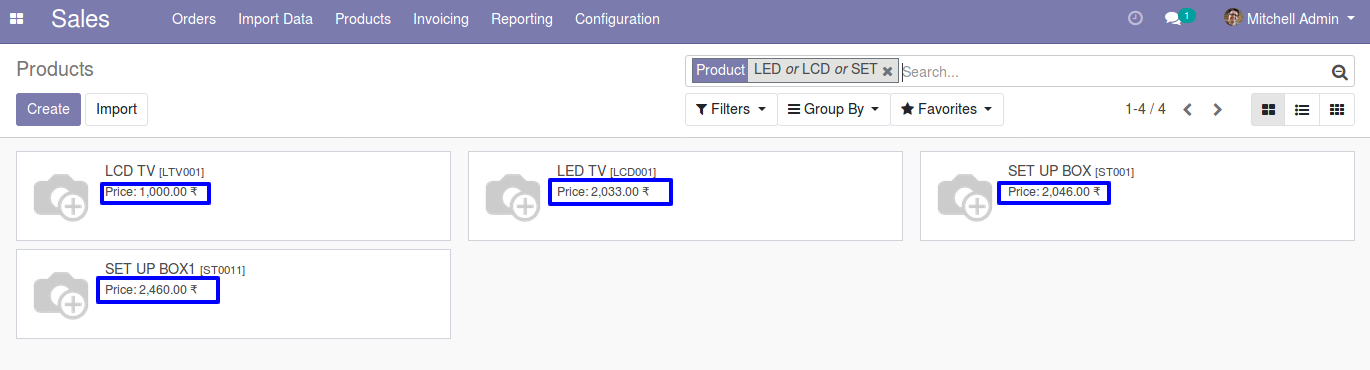 Sales Orders Import Data Products Invoicing Reporting Configuration 1 Mitchell Admin
Products
Product LED or LCD or SET Search...
Create Import Filters Group By Favorites 1-4 / 4
LCD TV [LTV001]
Price: 1,000.00 ₹
LED TV [LCD001]
Price: 2,033.00 ₹
SET UP BOX [ST001]
Price: 2,046.00 ₹
SET UP BOX1 [ST0011]
Price: 2,460.00 ₹